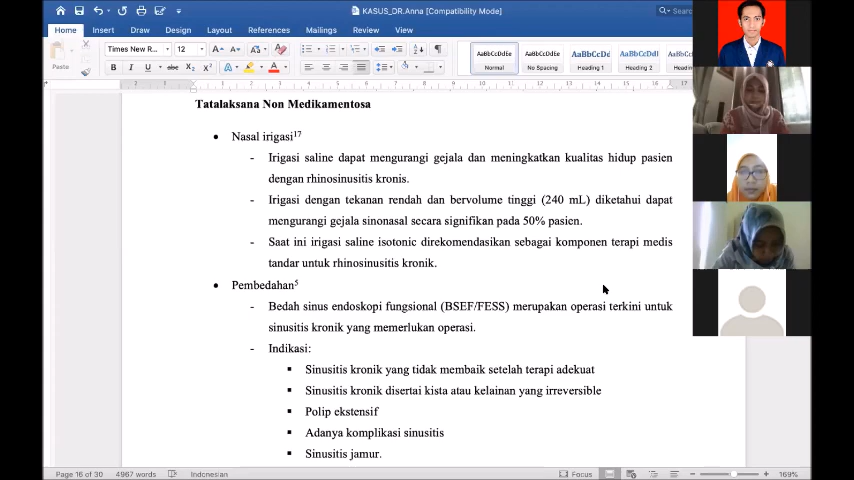 KASUS_DR.Anna [Compatibility Mode]
Home Insert Draw Design Layout References Mailings Review View
Times New R... 12
Paste
AaBbCcDdEe AaBbCcDdEe AaBbCcDd AaBbCcDdI
Normal No Spacing Heading 1 Heading 2
Tatalaksana Non Medikamentosa
• Nasal irigasi17
- Irigasi saline dapat mengurangi gejala dan meningkatkan kualitas hidup pasien
dengan rhinosinusitis kronis.
- Irigasi dengan tekanan rendah dan bervolume tinggi (240 mL) diketahui dapat
mengurangi gejala sinonasal secara signifikan pada 50% pasien.
- Saat ini irigasi saline isotonic direkomendasikan sebagai komponen terapi medis
tandar untuk rhinosinusitis kronik.
• Pembedahan5
- Bedah sinus endoskopi fungsional (BSEF/FESS) merupakan operasi terkini untuk
sinusitis kronik yang memerlukan operasi.
- Indikasi:
▪ Sinusitis kronik yang tidak membaik setelah terapi adekuat
▪ Sinusitis kronik disertai kista atau kelainan yang irreversible
▪ Polip ekstensif
▪ Adanya komplikasi sinusitis
▪ Sinusitis jamur.
Page 16 of 30 4967 words Indonesian Focus 169%